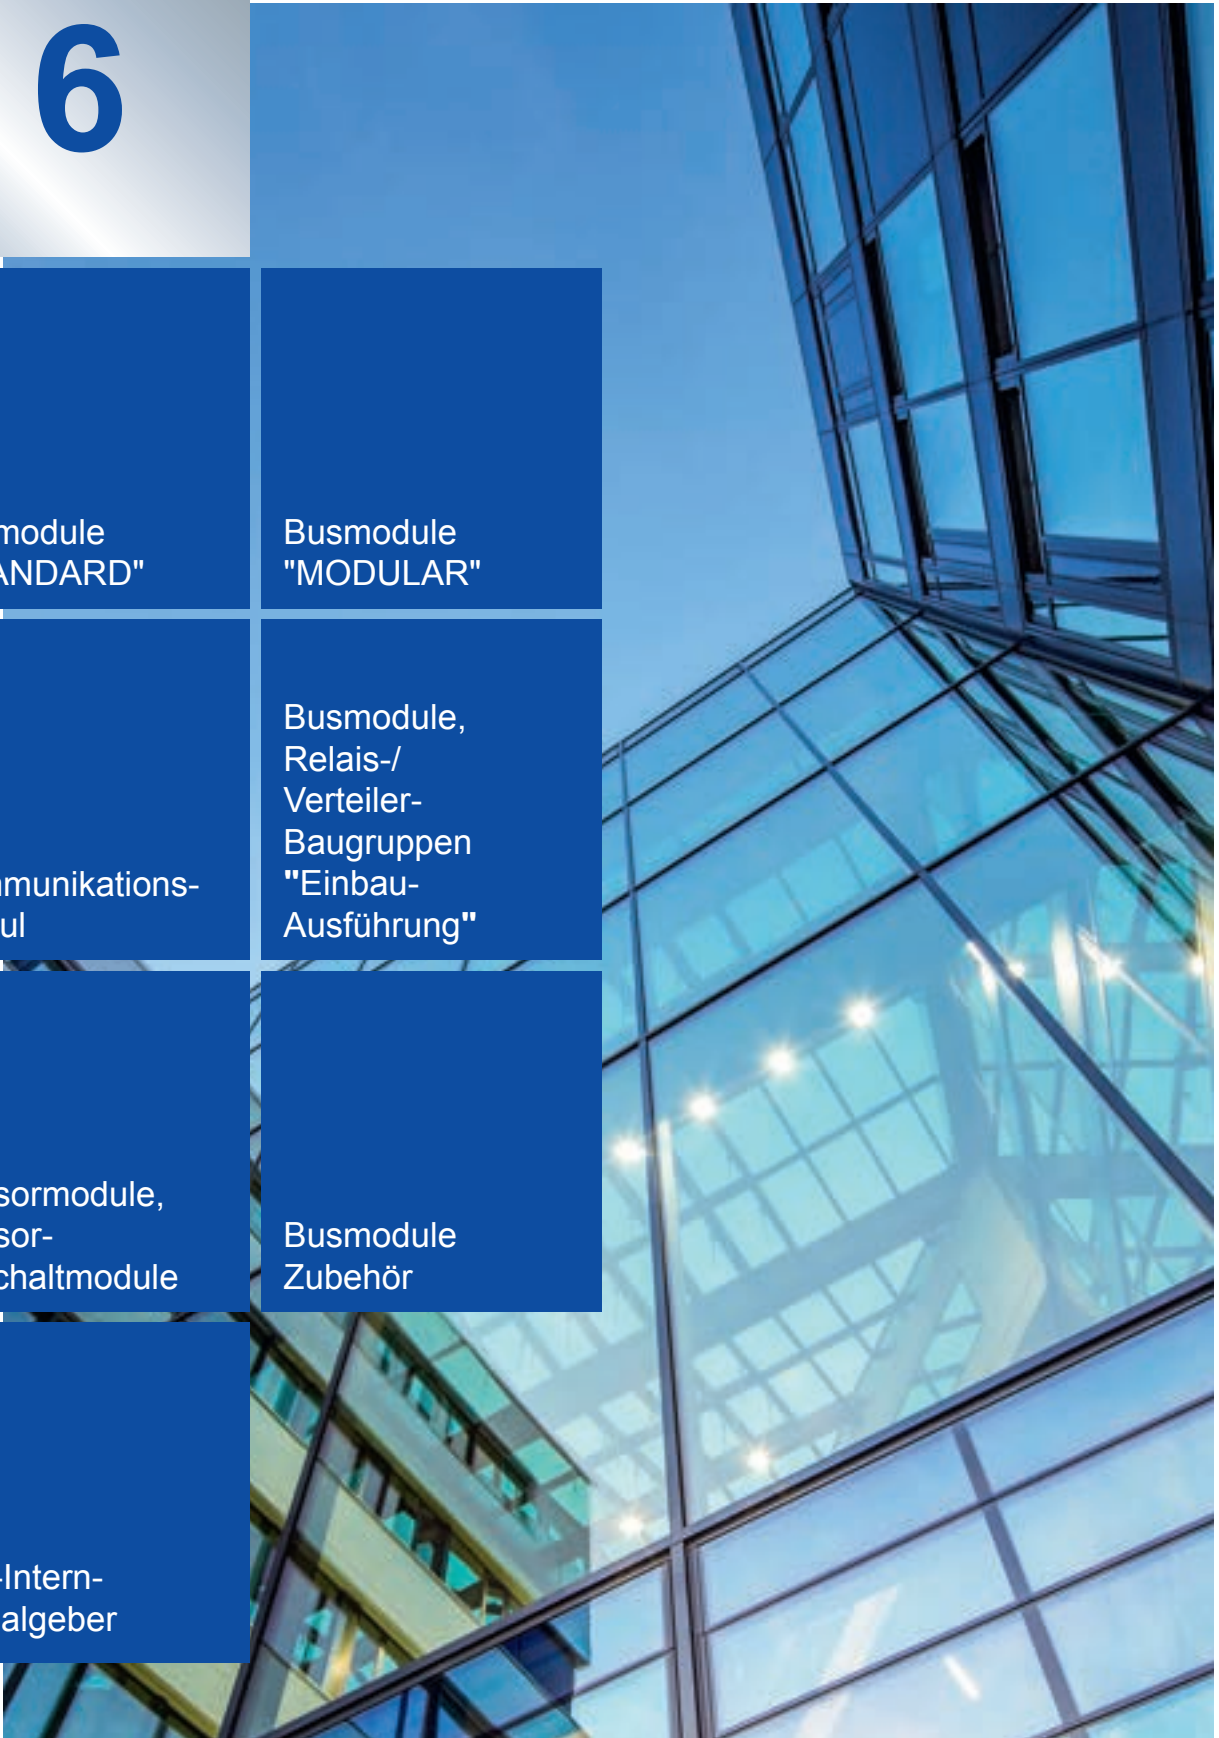 6
module
ANDARD"
Busmodule
"MODULAR"
munikations-
ul
Busmodule,
Relais-/
Verteiler-
Baugruppen
"Einbau-
Ausführung"
sormodule,
sor-
chaltmodule
Busmodule
Zubehör
-Intern-
algeber